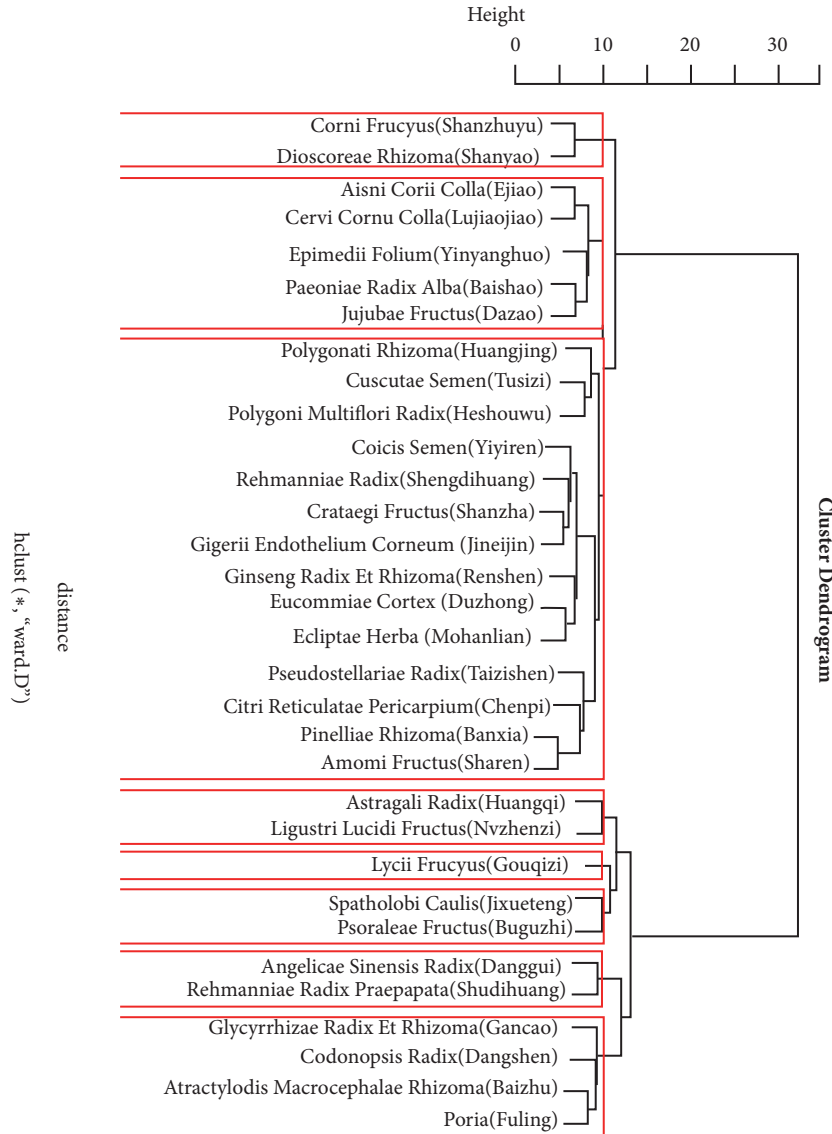 Height
0 10 20 30
Corni Frucyus(Shanzhuyu)
Dioscoreae Rhizoma(Shanyao)
Aisni Corii Colla(Ejiao)
Cervi Cornu Colla(Lujiaojiao)
Epimedii Folium(Yinyanghuo)
Paeoniae Radix Alba(Baishao)
Jujubae Fructus(Dazao)
Polygonati Rhizoma(Huangjing)
Cuscutae Semen(Tusizi)
Polygoni Multiflori Radix(Heshouwu)
Coicis Semen(Yiyiren)
Rehmanniae Radix(Shengdihuang)
Crataegi Fructus(Shanzha)
Gigerii Endothelium Corneum (Jineijin)
Ginseng Radix Et Rhizoma(Renshen)
Eucommiae Cortex (Duzhong)
Ecliptae Herba (Mohanlian)
Pseudostellariae Radix(Taizishen)
Citri Reticulatae Pericarpium(Chenpi)
Pinelliae Rhizoma(Banxia)
Amomi Fructus(Sharen)
Astragali Radix(Huangqi)
Ligustri Lucidi Fructus(Nvzhenzi)
Lycii Frucyus(Gouqizi)
Spatholobi Caulis(Jixueteng)
Psoraleae Fructus(Buguzhi)
Angelicae Sinensis Radix(Danggui)
Rehmanniae Radix Praepapata(Shudihuang)
Glycyrrhizae Radix Et Rhizoma(Gancao)
Codonopsis Radix(Dangshen)
Atractylodis Macrocephalae Rhizoma(Baizhu)
Poria(Fuling)
Cluster Dendrogram
distance
hclust (*, “ward.D”)